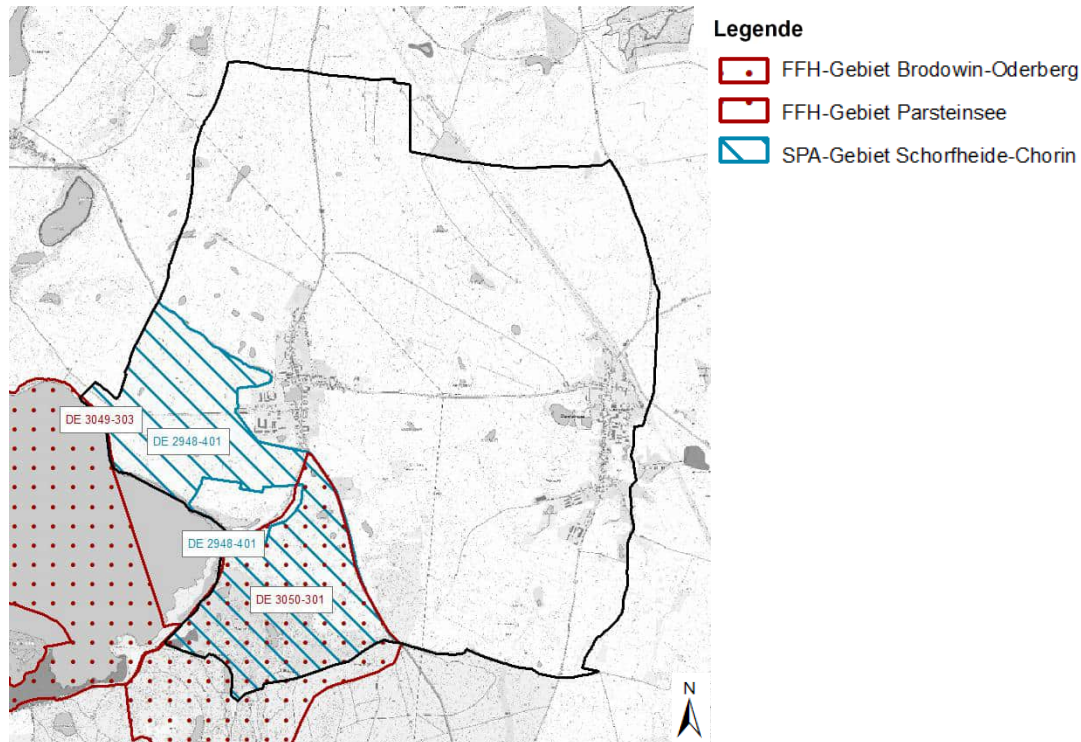 Legende
FFH-Gebiet Brodowin-Oderberg
FFH-Gebiet Parsteinsee
SPA-Gebiet Schorfheide-Chorin
DE 3049-303
DE 2948-401
DE 2948-401
DE 3050-301
N